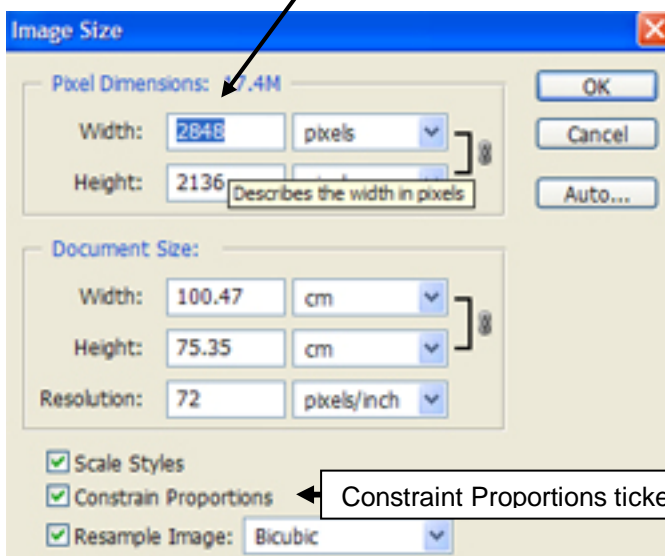 Image Size
Pixel Dimensions: 17.4M
OK
Width: 2848 pixels
Cancel
Height: 2136
Describes the width in pixels
Auto...
Document Size:
Width: 100.47 cm
Height: 75.35 cm
Resolution: 72 pixels/inch
Scale Styles
Constrain Proportions
Constraint Proportions ticke
Resample Image: Bicubic